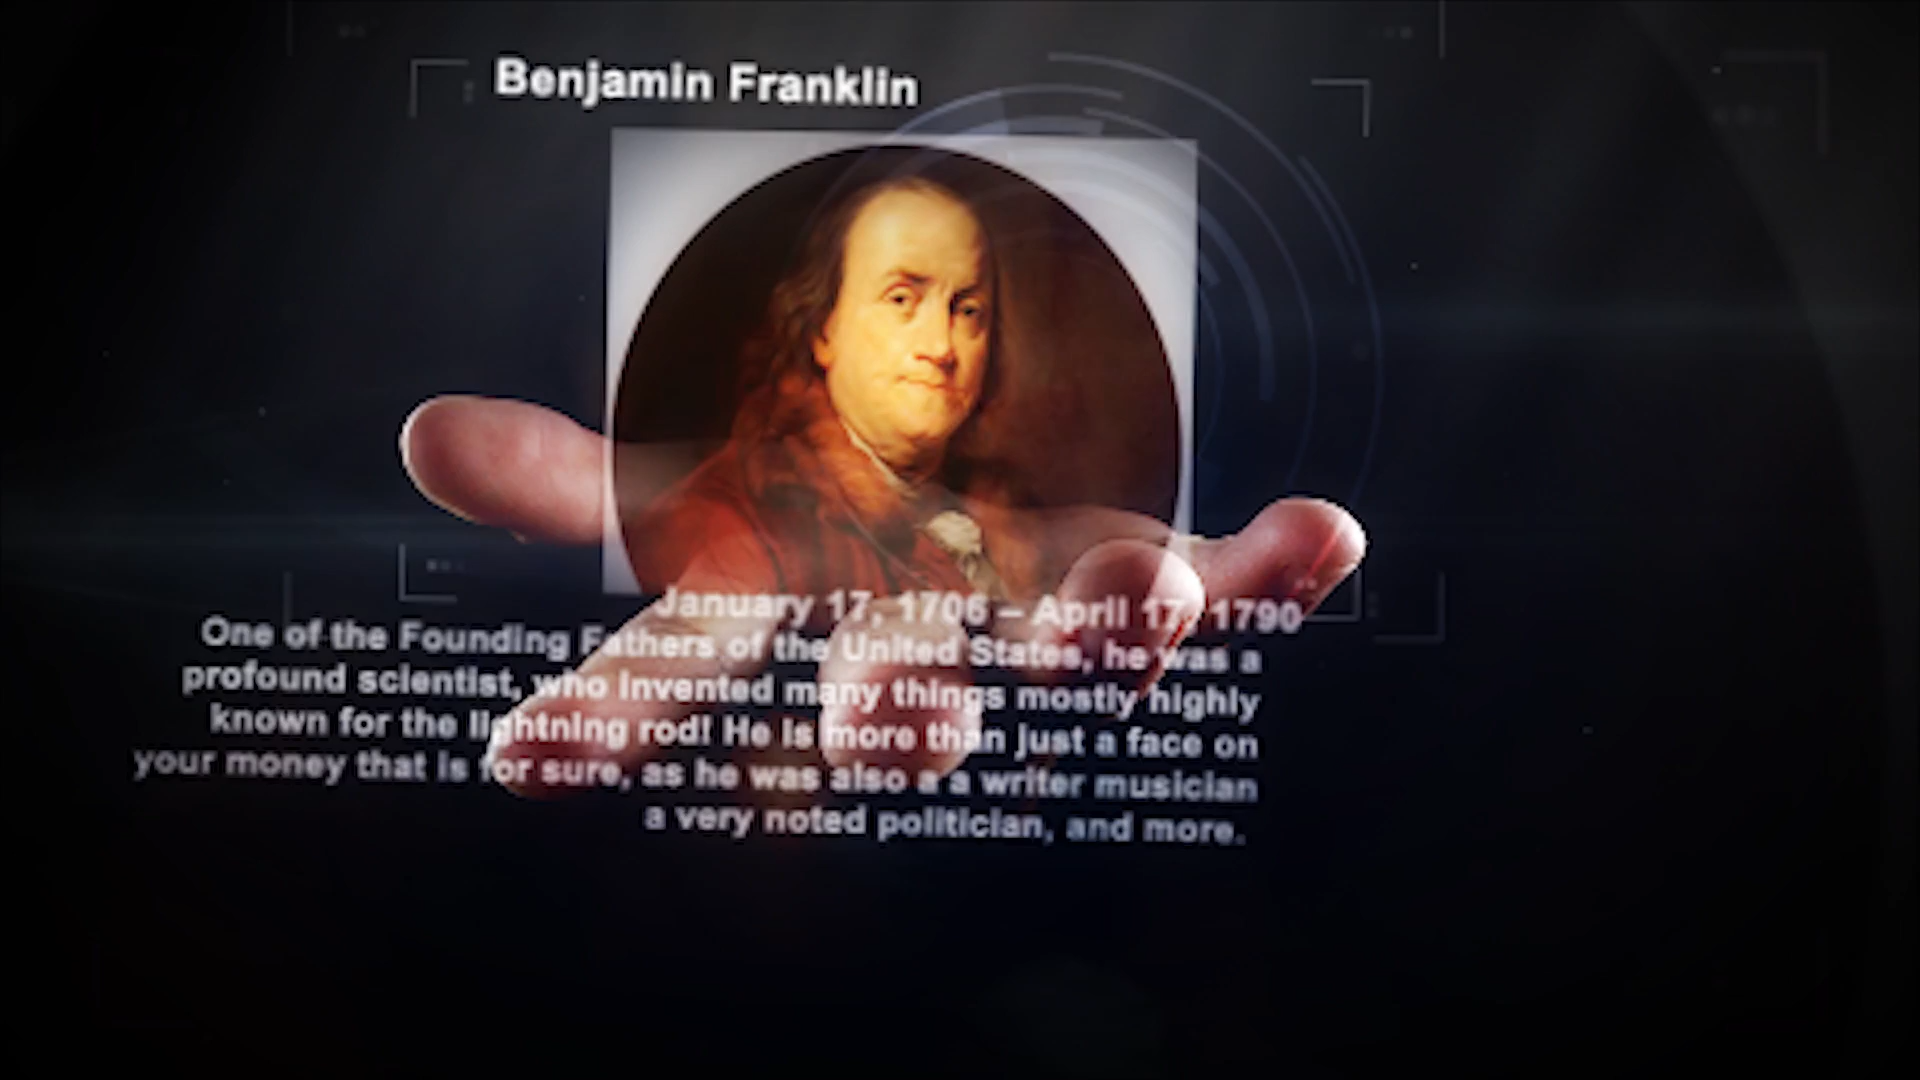 Benjamin Franklin
January 17, 1706 – April 17, 1790
One of the Founding Fathers of the United States, he was a
profound scientist, who invented many things mostly highly
known for the lightning rod! He is more than just a face on
your money that is for sure, as he was also a a writer musician
a very noted politician, and more.